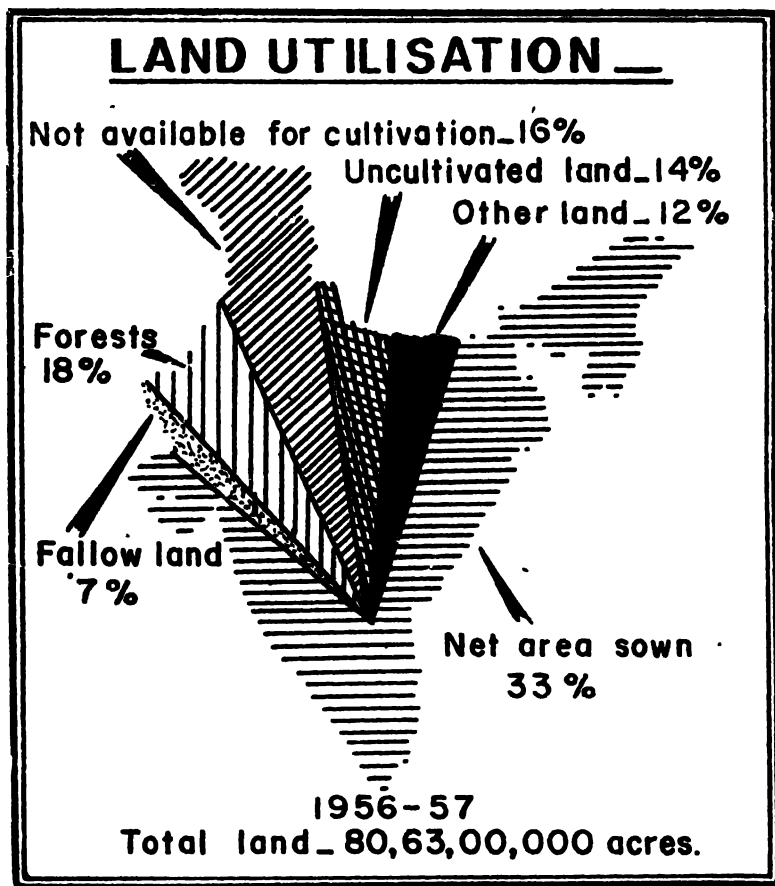 LAND UTILISATION_
Not available for cultivation_16%
Uncultivated land_14%
Other land_12%
Forests
18%
Fallow land
7%
Net area sown
33%
1956-57
Total land_80,63,00,000 acres.